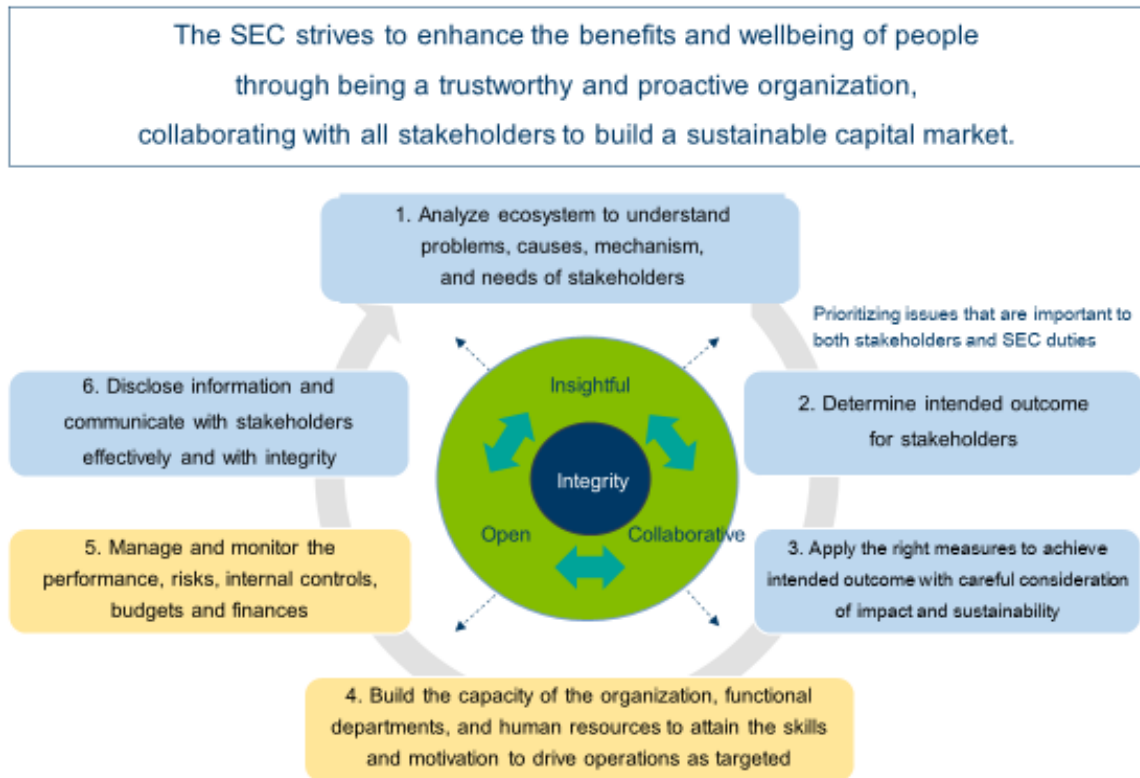 The SEC strives to enhance the benefits and wellbeing of people
through being a trustworthy and proactive organization,
collaborating with all stakeholders to build a sustainable capital market.
1. Analyze ecosystem to understand
problems, causes, mechanism,
and needs of stakeholders
Prioritizing issues that are important to
both stakeholders and SEC duties
2. Determine intended outcome
for stakeholders
3. Apply the right measures to achieve
intended outcome with careful consideration
of impact and sustainability
4. Build the capacity of the organization, functional
departments, and human resources to attain the skills
and motivation to drive operations as targeted
5. Manage and monitor the
performance, risks, internal controls,
budgets and finances
6. Disclose information and
communicate with stakeholders
effectively and with integrity
Insightful
Integrity
Open
Collaborative